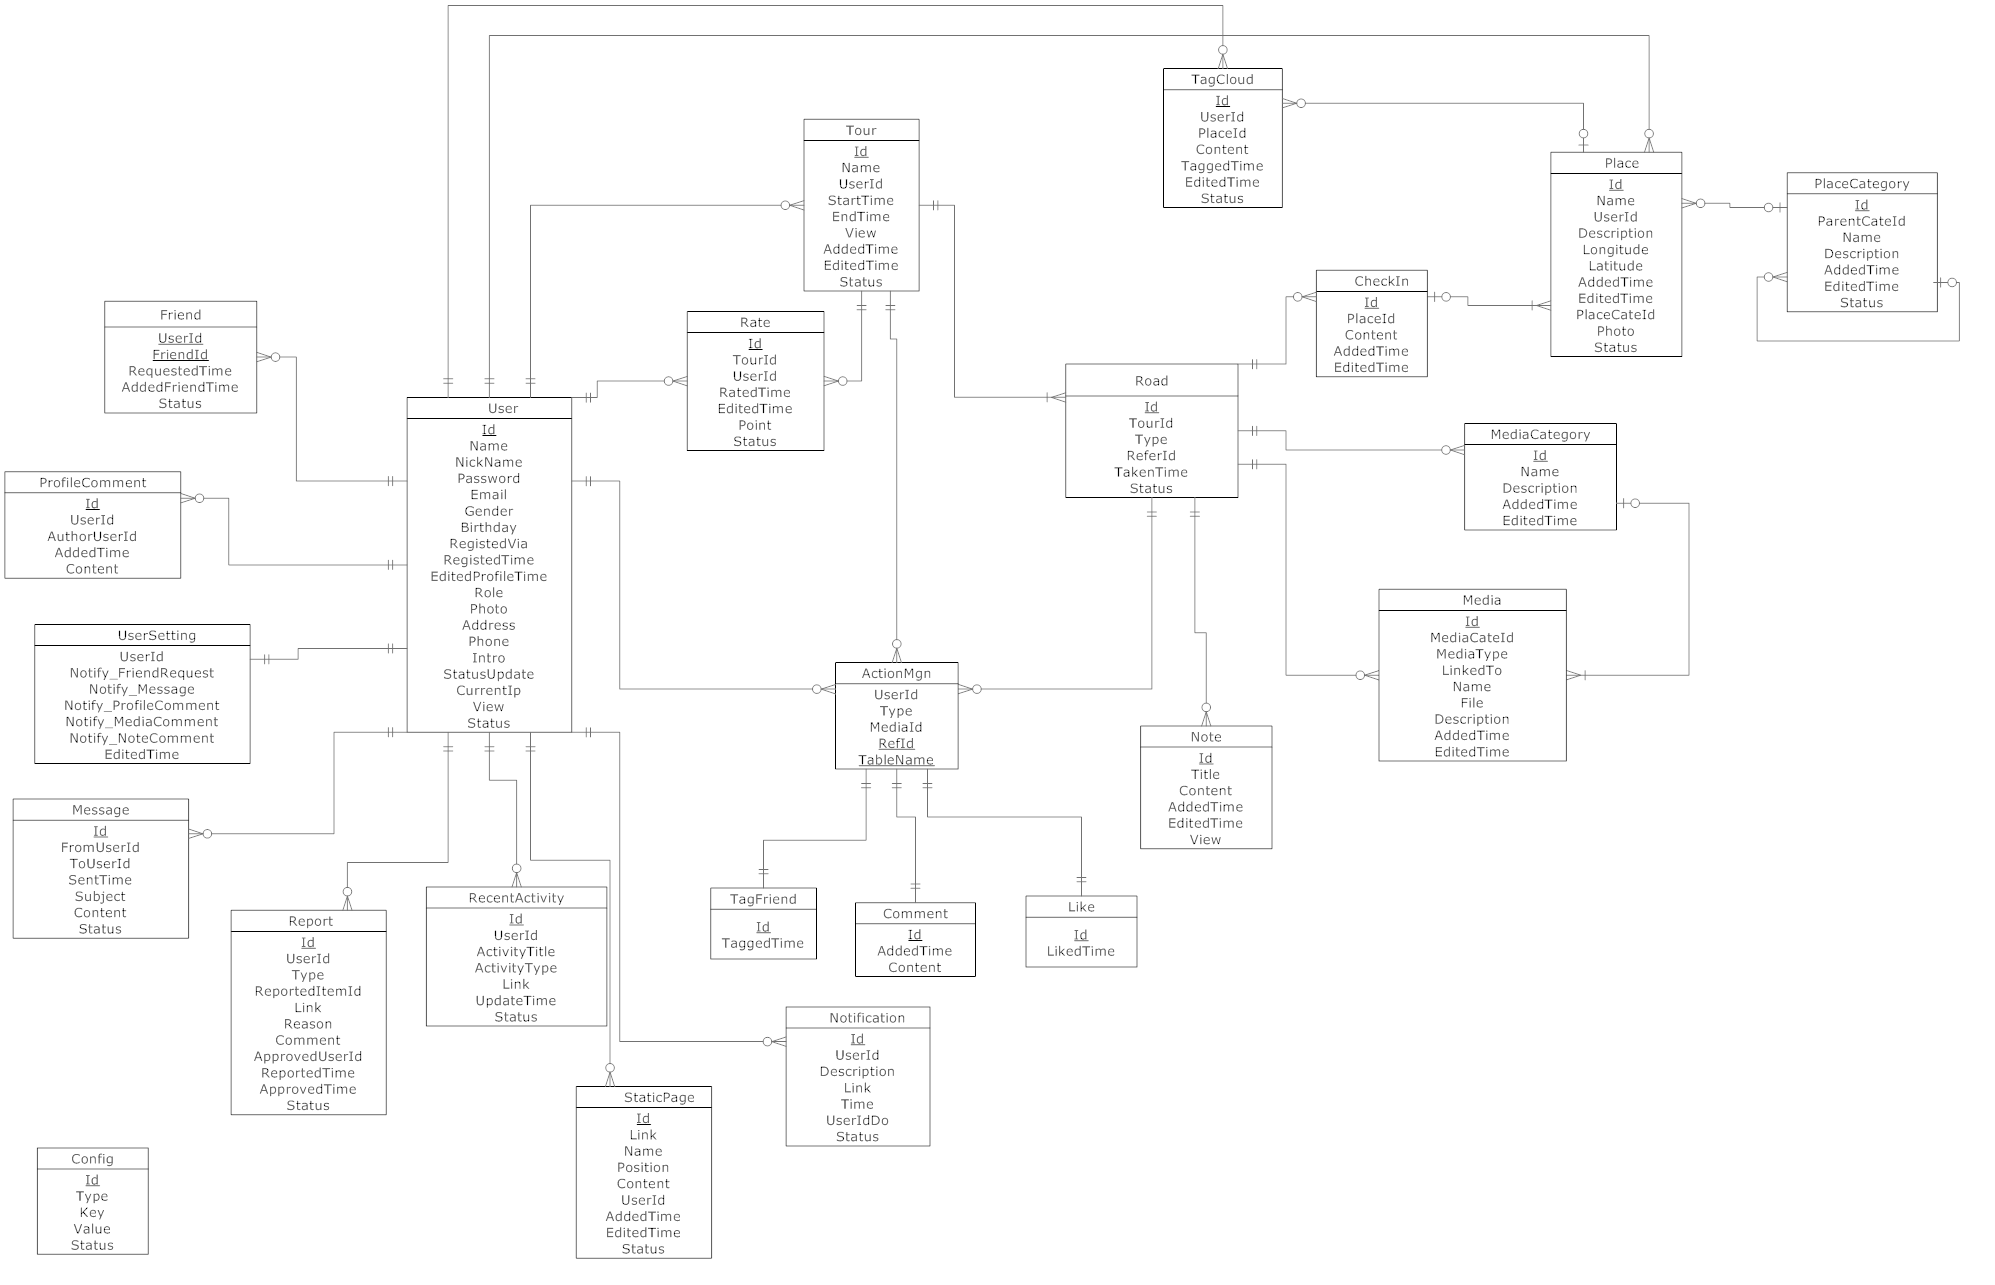 TagCloud
Id
UserId
PlaceId
Content
TaggedTime
EditedTime
Status
Tour
Id
Name
UserId
StartTime
EndTime
View
AddedTime
EditedTime
Status
Place
Id
Name
UserId
Description
Longitude
Latitude
AddedTime
EditedTime
PlaceCateId
Photo
Status
PlaceCategory
Id
ParentCateId
Name
Description
AddedTime
EditedTime
Status
CheckIn
Id
PlaceId
Content
AddedTime
EditedTime
Friend
UserId
FriendId
RequestedTime
AddedFriendTime
Status
Rate
Id
TourId
UserId
RatedTime
EditedTime
Point
Status
Road
Id
TourId
Type
ReferId
TakenTime
Status
User
Id
Name
NickName
Password
Email
Gender
Birthday
RegistedVia
RegistedTime
EditedProfileTime
Role
Photo
Address
Phone
Intro
StatusUpdate
CurrentIp
View
Status
MediaCategory
Id
Name
Description
AddedTime
EditedTime
ProfileComment
Id
UserId
AuthorUserId
AddedTime
Content
Media
Id
MediaCateId
MediaType
LinkedTo
Name
File
Description
AddedTime
EditedTime
UserSetting
UserId
Notify_FriendRequest
Notify_Message
Notify_ProfileComment
Notify_MediaComment
Notify_NoteComment
EditedTime
ActionMgn
UserId
Type
MediaId
RefId
TableName
Note
Id
Title
Content
AddedTime
EditedTime
View
Message
Id
FromUserId
ToUserId
SentTime
Subject
Content
Status
Report
Id
UserId
Type
ReportedItemId
Link
Reason
Comment
ApprovedUserId
ReportedTime
ApprovedTime
Status
RecentActivity
Id
UserId
ActivityTitle
ActivityType
Link
UpdateTime
Status
TagFriend
Id
TaggedTime
Comment
Id
AddedTime
Content
Like
Id
LikedTime
Notification
Id
UserId
Description
Link
Time
UserIdDo
Status
StaticPage
Id
Link
Name
Position
Content
UserId
AddedTime
EditedTime
Status
Config
Id
Type
Key
Value
Status